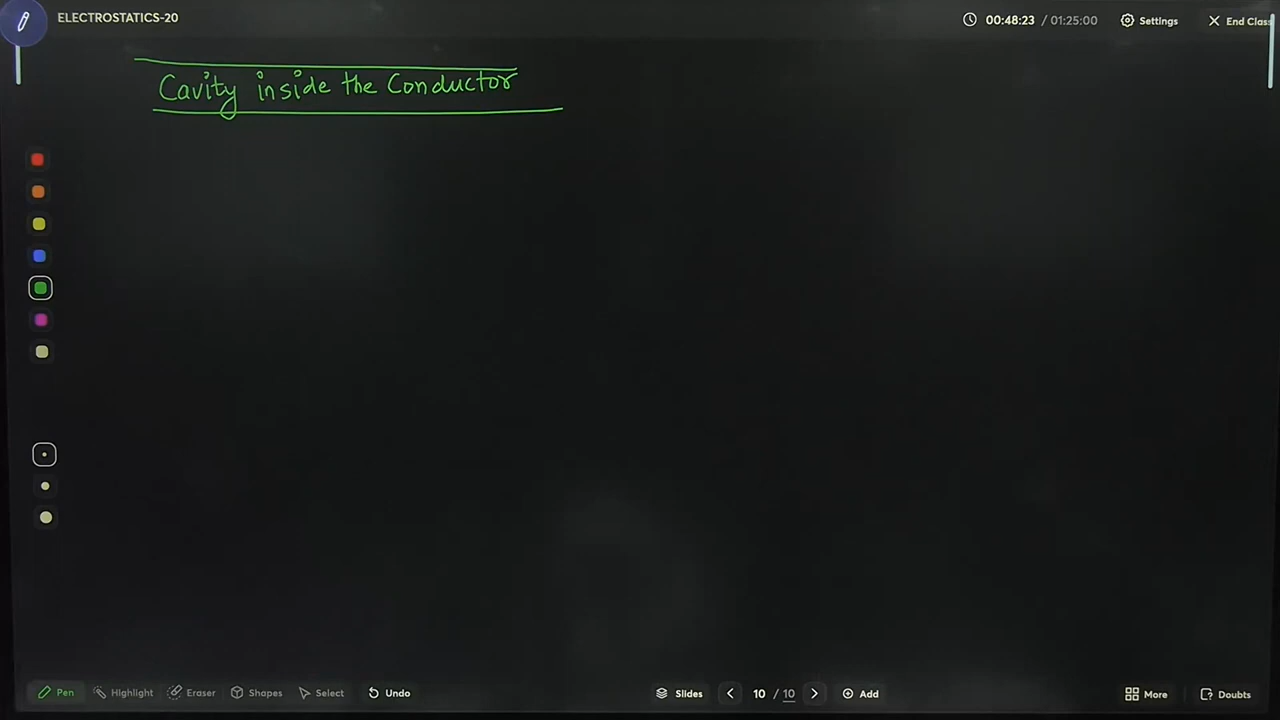 ELECTROSTATICS-20
00:48:23 / 01:25:00
Settings
End Class
Cavity inside the Conductor
Pen
Highlight
Eraser
Shapes
Select
Undo
Slides
10 / 10
Add
More
Doubts